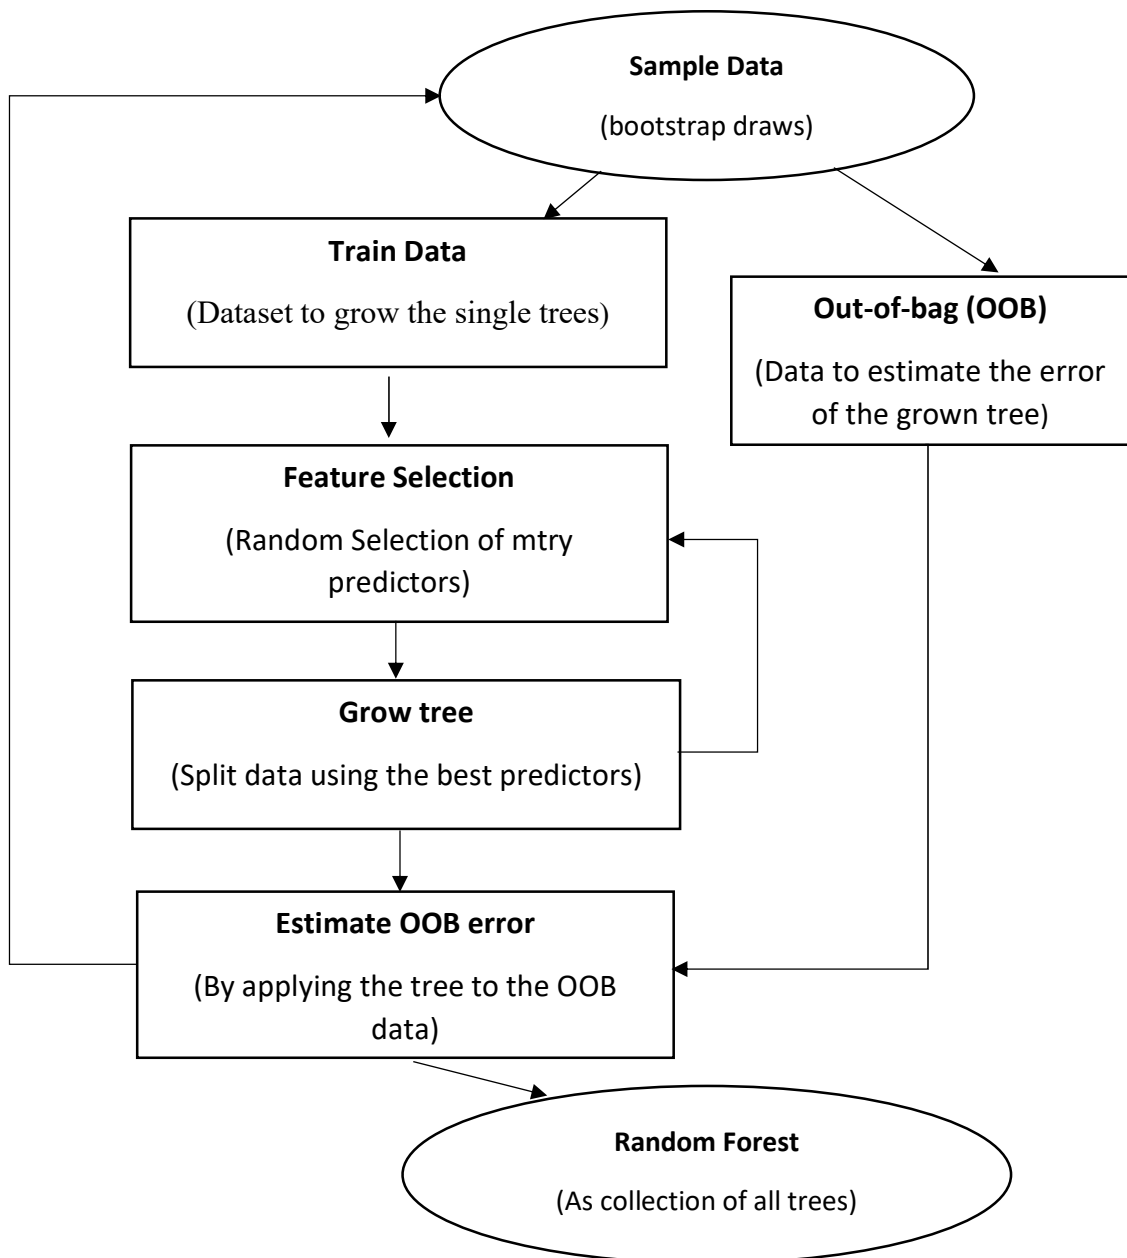 Sample Data
(bootstrap draws)
Train Data
(Dataset to grow the single trees)
Out-of-bag (OOB)
(Data to estimate the error
of the grown tree)
Feature Selection
(Random Selection of mtry
predictors)
Grow tree
(Split data using the best predictors)
Estimate OOB error
(By applying the tree to the OOB
data)
Random Forest
(As collection of all trees)